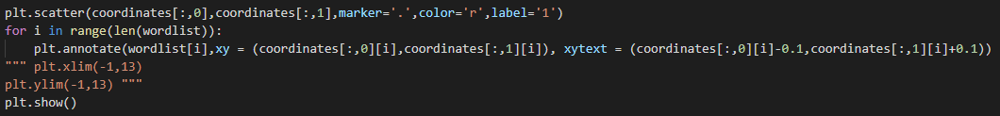 plt.scatter(coordinates[:,0],coordinates[:,1],marker='.',color='r',label='1')
for i in range(len(wordlist)):
    plt.annotate(wordlist[i],xy = (coordinates[:,0][i],coordinates[:,1][i]), xytext = (coordinates[:,0][i]-0.1,coordinates[:,1][i]+0.1))
""" plt.xlim(-1,13)
plt.ylim(-1,13) """
plt.show()